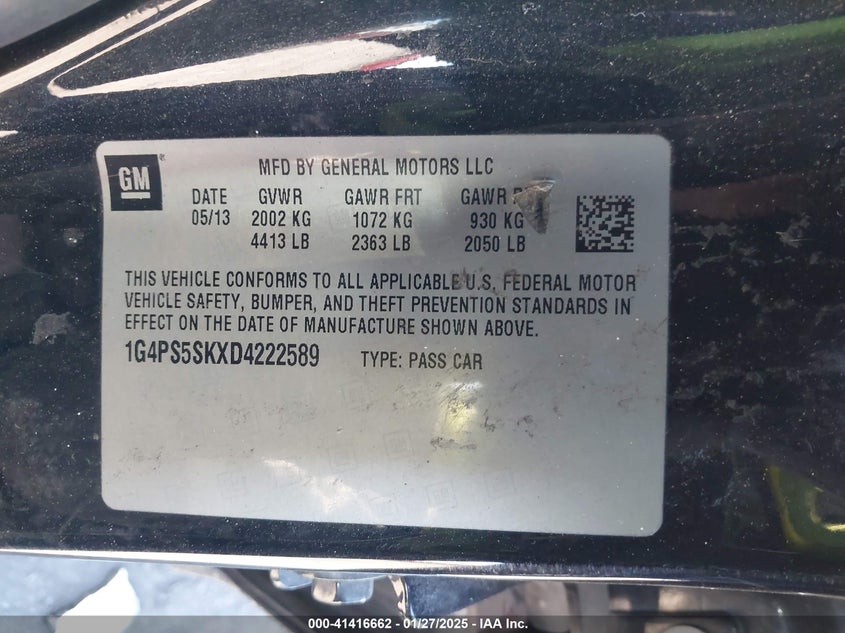 GM
MFD BY GENERAL MOTORS LLC
DATE GVWR GAWR FRT GAWR
05/13 2002 KG 1072 KG 930 KG
4413 LB 2363 LB 2050 LB
THIS VEHICLE CONFORMS TO ALL APPLICABLE U.S. FEDERAL MOTOR
VEHICLE SAFETY, BUMPER, AND THEFT PREVENTION STANDARDS IN
EFFECT ON THE DATE OF MANUFACTURE SHOWN ABOVE.
1G4PS5SKXD4222589 TYPE: PASS CAR
000-41416662 - 01/27/2025 - IAA Inc.